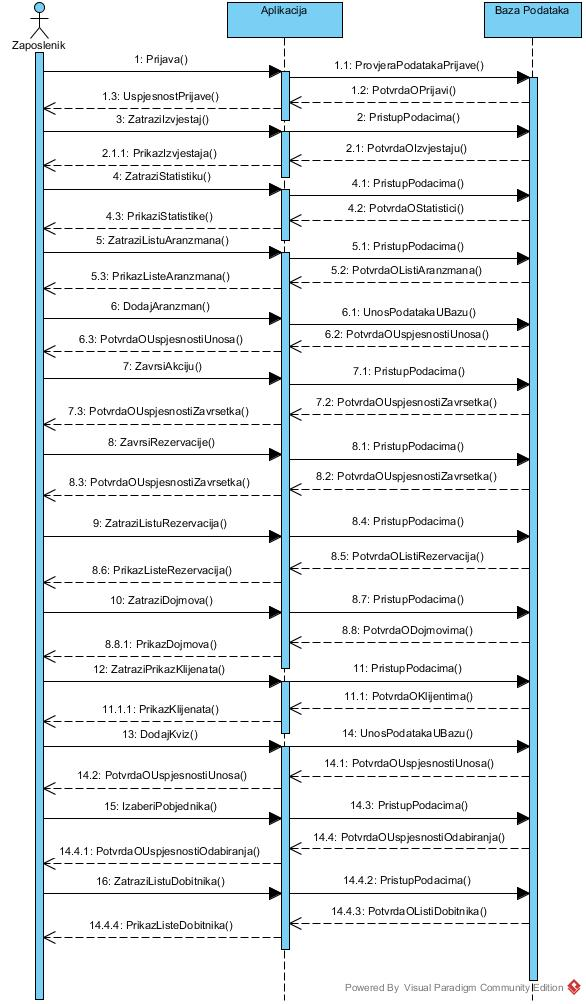 Aplikacija
Baza Podataka
Zaposlenik
1: Prijava()
1.1: ProvjeraPodatakaPrijave()
1.2: PotvrdaOPrijavi()
1.3: UspjesnostPrijave()
3: ZatraziIzvjestaj()
2: PristupPodacima()
2.1: PotvrdaOIzvjestaju()
2.1.1: PrikazIzvjestaja()
4: ZatraziStatistiku()
4.1: PristupPodacima()
4.2: PotvrdaOStatistici()
4.3: PrikaziStatistike()
5: ZatraziListuAranzmana()
5.1: PristupPodacima()
5.2: PotvrdaOListiAranzmana()
5.3: PrikazListeAranzmana()
6: DodajAranzman()
6.1: UnosPodatakaUBazu()
6.2: PotvrdaOUspjesnostiUnosa()
6.3: PotvrdaOUspjesnostiUnosa()
7: ZavrsiAkciju()
7.1: PristupPodacima()
7.2: PotvrdaOUspjesnostiZavrsetka()
7.3: PotvrdaOUspjesnostiZavrsetka()
8: ZavrsiRezervacije()
8.1: PristupPodacima()
8.2: PotvrdaOUspjesnostiZavrsetka()
8.3: PotvrdaOUspjesnostiZavrsetka()
9: ZatraziListuRezervacija()
8.4: PristupPodacima()
8.5: PotvrdaOListiRezervacija()
8.6: PrikazListeRezervacija()
10: ZatraziDojmova()
8.7: PristupPodacima()
8.8: PotvrdaODojmovima()
8.8.1: PrikazDojmova()
12: ZatraziPrikazKlijenata()
11: PristupPodacima()
11.1: PotvrdaOKlijentima()
11.1.1: PrikazKlijenata()
13: DodajKviz()
14: UnosPodatakaUBazu()
14.1: PotvrdaOUspjesnostiUnosa()
14.2: PotvrdaOUspjesnostiUnosa()
15: IzaberiPobjednika()
14.3: PristupPodacima()
14.4: PotvrdaOUspjesnostiOdabiranja()
14.4.1: PotvrdaOUspjesnostiOdabiranja()
16: ZatraziListuDobitnika()
14.4.2: PristupPodacima()
14.4.3: PotvrdaOListiDobitnika()
14.4.4: PrikazListeDobitnika()
Powered By Visual Paradigm Community Edition